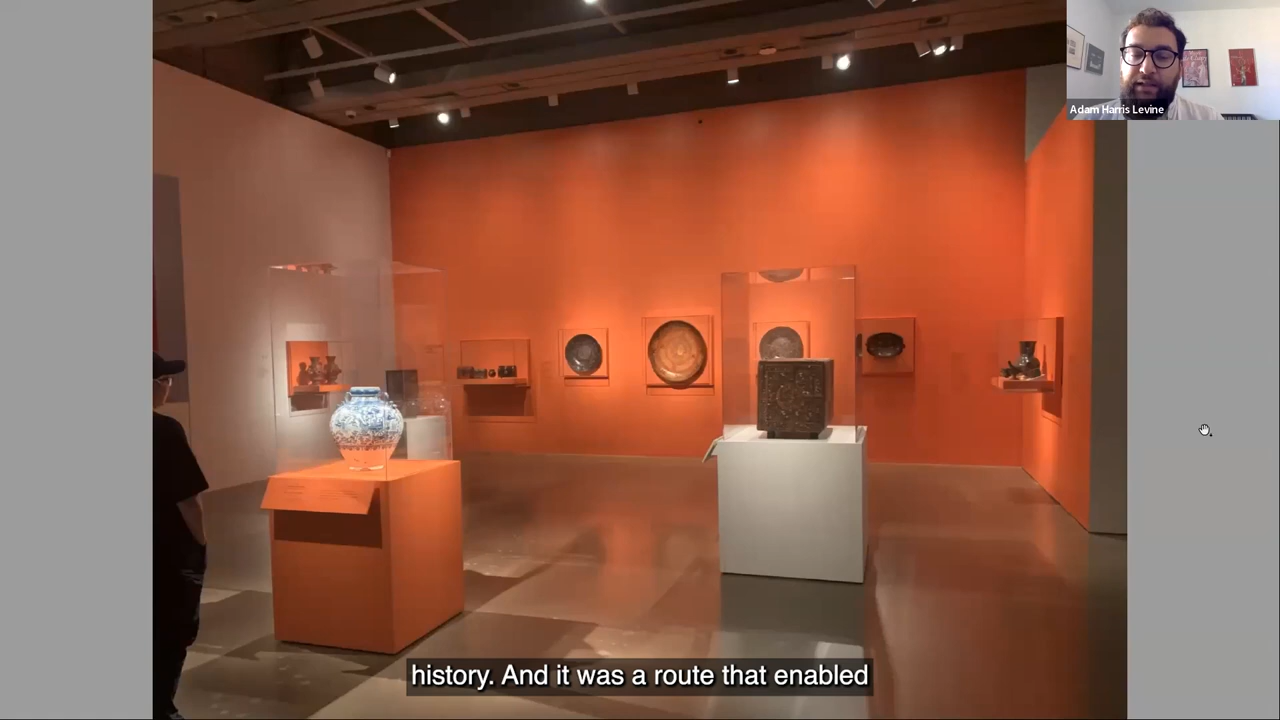 Adam Harris Levine
history. And it was a route that enabled